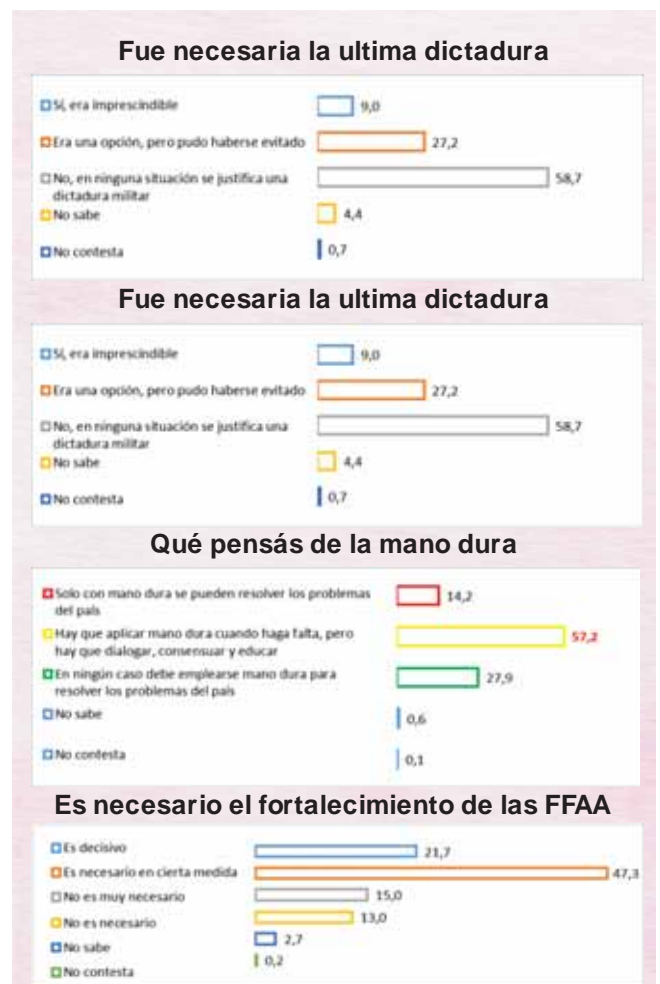 Fue necesaria la ultima dictadura
Sí, era imprescindible
9,0
Era una opción, pero pudo haberse evitado
27,2
No, en ninguna situación se justifica una
dictadura militar
58,7
No sabe
4,4
No contesta
0,7
Fue necesaria la ultima dictadura
Sí, era imprescindible
9,0
Era una opción, pero pudo haberse evitado
27,2
No, en ninguna situación se justifica una
dictadura militar
58,7
No sabe
4,4
No contesta
0,7
Qué pensás de la mano dura
Solo con mano dura se pueden resolver los problemas
del país
14,2
Hay que aplicar mano dura cuando haga falta, pero
hay que dialogar, consensuar y educar
57,2
En ningún caso debe emplearse mano dura para
resolver los problemas del país
27,9
No sabe
0,6
No contesta
0,1
Es necesario el fortalecimiento de las FFAA
Es decisivo
21,7
Es necesario en cierta medida
47,3
No es muy necesario
15,0
No es necesario
13,0
No sabe
2,7
No contesta
0,2